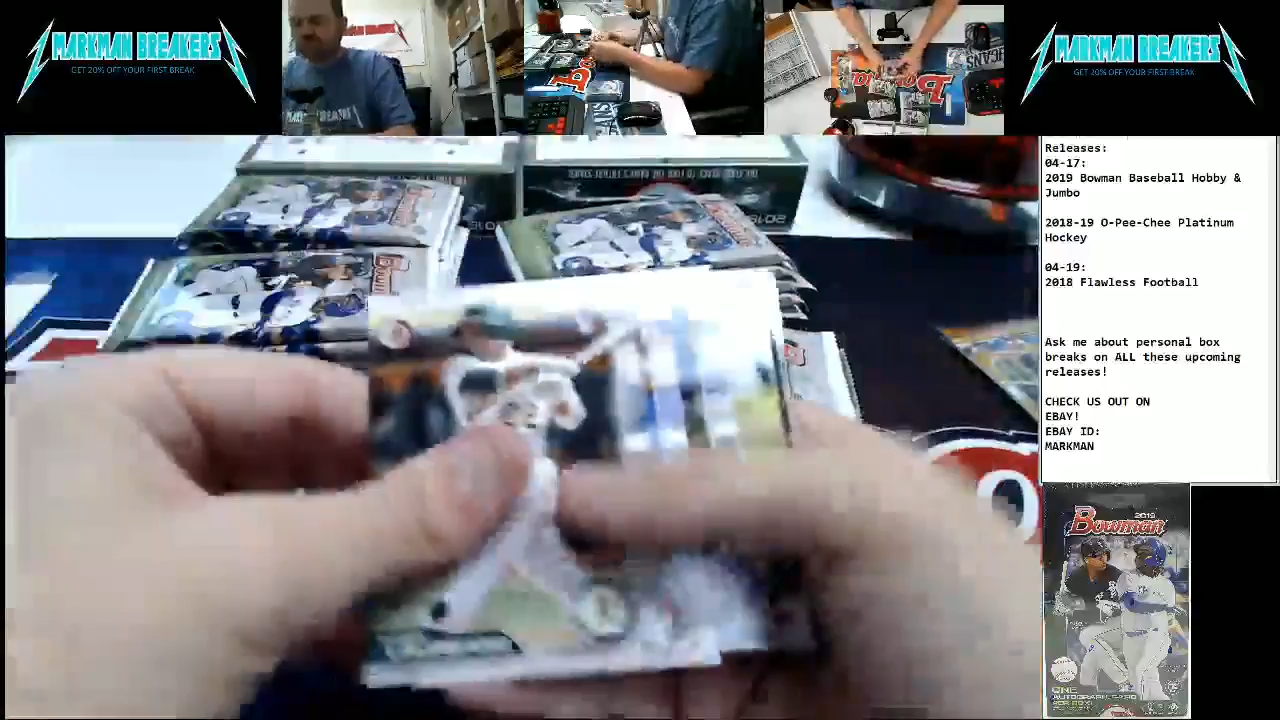 MARKMAN BREAKERS
GET 20% OFF YOUR FIRST BREAK
MARKMAN BREAKERS
GET 20% OFF YOUR FIRST BREAK
Releases:
04-17:
2019 Bowman Baseball Hobby &
Jumbo
2018-19 O-Pee-Chee Platinum
Hockey
04-19:
2018 Flawless Football
Ask me about personal box
breaks on ALL these upcoming
releases!
CHECK US OUT ON
EBAY!
EBAY ID:
MARKMAN
2019
Bowman
ONE